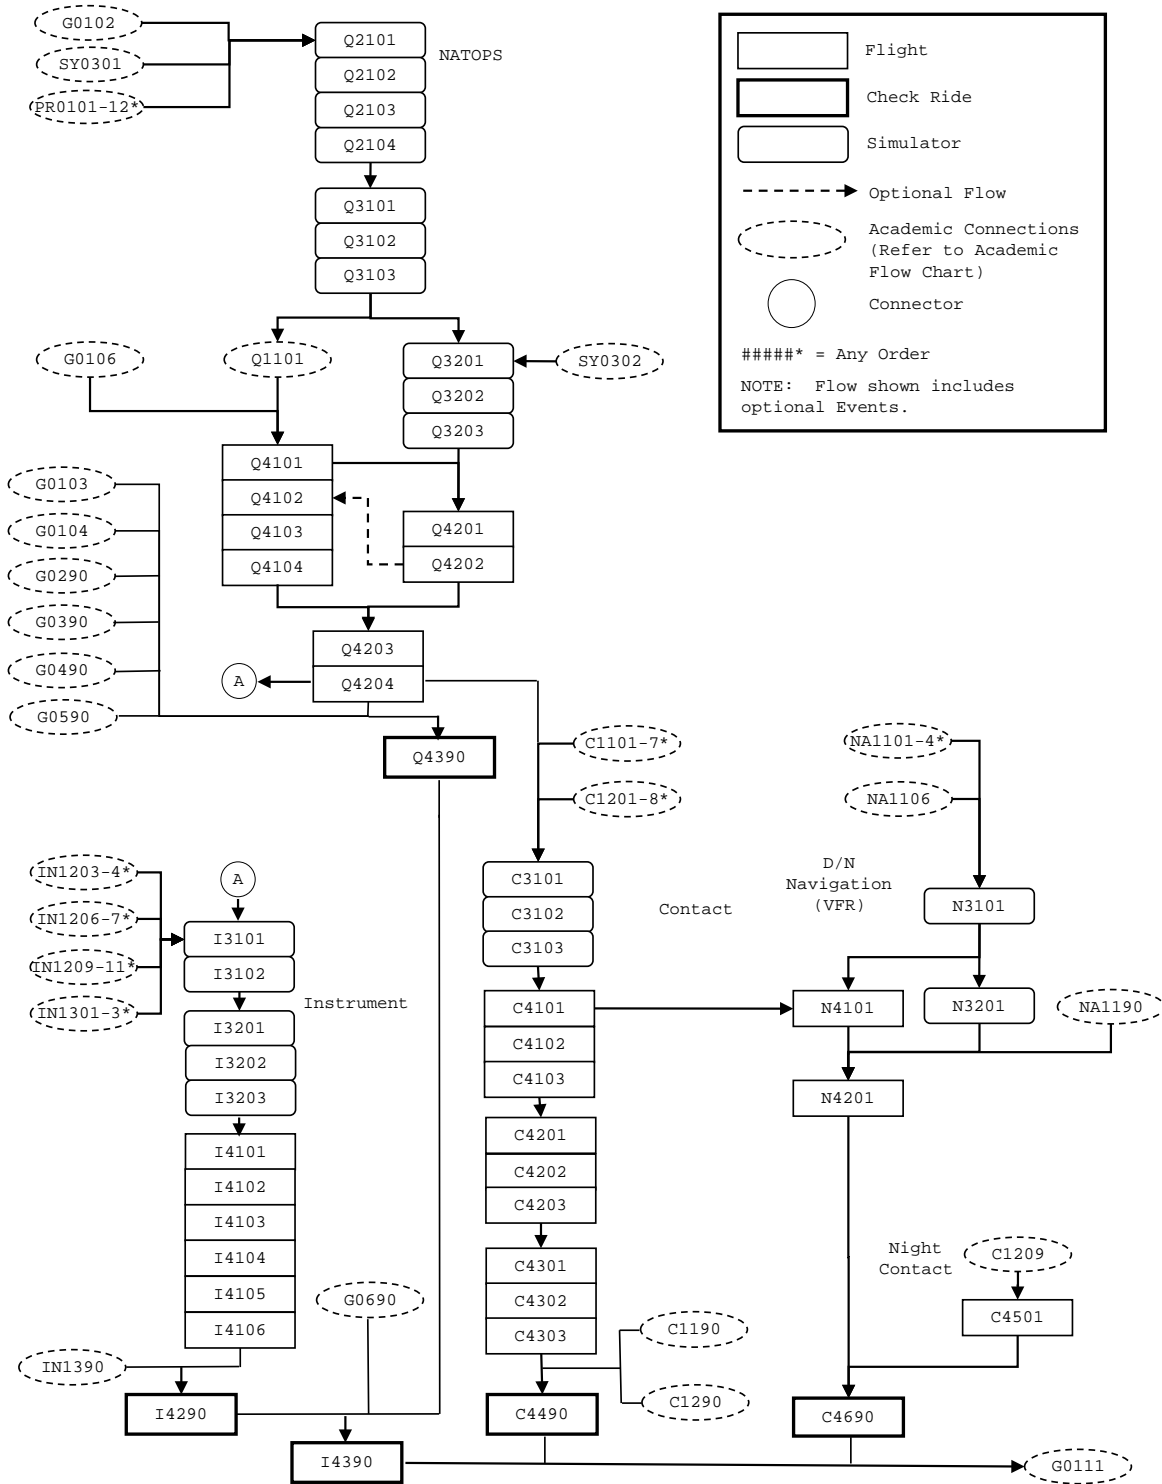 G0102
SY0301
PR0101-12*
Q2101
NATOPS
Q2102
Q2103
Q2104
Q3101
Q3102
Q3103
Flight
Check Ride
Simulator
Optional Flow
Academic Connections
(Refer to Academic
Flow Chart)
Connector
#####* = Any Order
NOTE: Flow shown includes
optional Events.
G0106
Q1101
Q3201
SY0302
Q3202
Q3203
Q4101
Q4102
Q4103
Q4104
Q4201
Q4202
G0103
G0104
G0290
G0390
G0490
G0590
Q4203
Q4204
A
Q4390
C1101-7*
C1201-8*
NA1101-4*
NA1106
IN1203-4*
IN1206-7*
IN1209-11*
IN1301-3*
A
I3101
I3102
Instrument
I3201
I3202
I3203
I4101
I4102
I4103
I4104
I4105
I4106
IN1390
I4290
G0690
I4390
C3101
C3102
C3103
Contact
C4101
C4102
C4103
C4201
C4202
C4203
C4301
C4302
C4303
C1190
C1290
C4490
D/N
Navigation
(VFR)
N3101
N4101
N3201
NA1190
N4201
Night
Contact
C1209
C4501
C4690
G0111